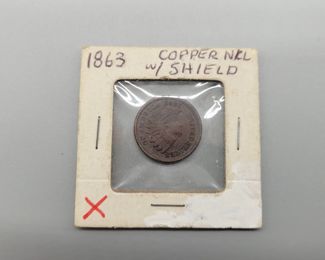 1863 COPPER NKL
W/ SHIELD
X